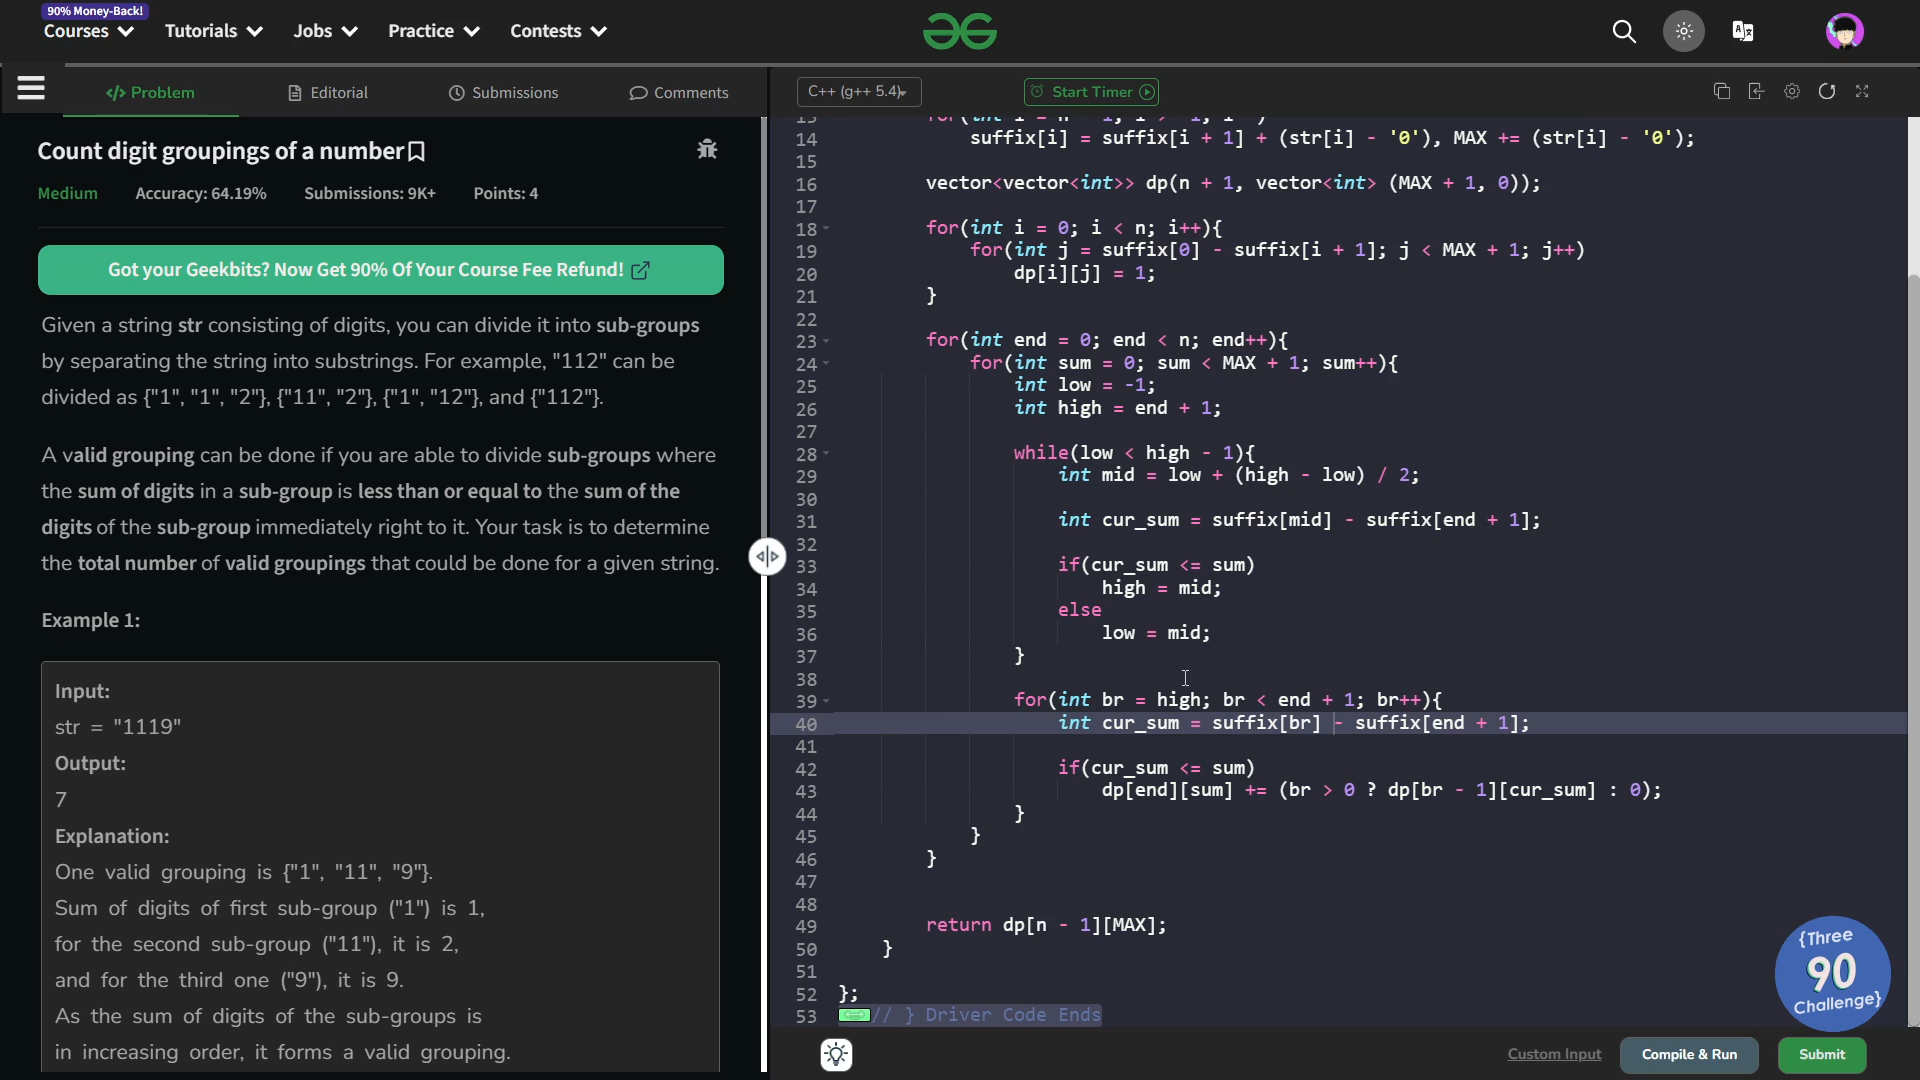 90% Money-Back!
Courses Tutorials Jobs Practice Contests
Problem Editorial Submissions Comments
C++ (g++ 5.4) Start Timer
Count digit groupings of a number
Medium Accuracy: 64.19% Submissions: 9K+ Points: 4
Got your Geekbits? Now Get 90% Of Your Course Fee Refund!
Given a string str consisting of digits, you can divide it into sub-groups
by separating the string into substrings. For example, "112" can be
divided as {"1", "1", "2"}, {"11", "2"}, {"1", "12"}, and {"112"}.
A valid grouping can be done if you are able to divide sub-groups where
the sum of digits in a sub-group is less than or equal to the sum of the
digits of the sub-group immediately right to it. Your task is to determine
the total number of valid groupings that could be done for a given string.
Example 1:
Input:
str = "1119"
Output:
7
Explanation:
One valid grouping is {"1", "11", "9"}.
Sum of digits of first sub-group ("1") is 1,
for the second sub-group ("11"), it is 2,
and for the third one ("9"), it is 9.
As the sum of digits of the sub-groups is
in increasing order, it forms a valid grouping.
14 suffix[i] = suffix[i + 1] + (str[i] - '0'), MAX += (str[i] - '0');
15
16 vector<vector<int>> dp(n + 1, vector<int> (MAX + 1, 0));
17
18 for(int i = 0; i < n; i++){
19 for(int j = suffix[0] - suffix[i + 1]; j < MAX + 1; j++)
20 dp[i][j] = 1;
21 }
22
23 for(int end = 0; end < n; end++){
24 for(int sum = 0; sum < MAX + 1; sum++){
25 int low = -1;
26 int high = end + 1;
27
28 while(low < high - 1){
29 int mid = low + (high - low) / 2;
30
31 int cur_sum = suffix[mid] - suffix[end + 1];
32
33 if(cur_sum <= sum)
34 high = mid;
35 else
36 low = mid;
37 }
38
39 for(int br = high; br < end + 1; br++){
40 int cur_sum = suffix[br] - suffix[end + 1];
41
42 if(cur_sum <= sum)
43 dp[end][sum] += (br > 0 ? dp[br - 1][cur_sum] : 0);
44 }
45 }
46 }
47
48
49 return dp[n - 1][MAX];
50 }
51
52 };
53 // } Driver Code Ends
{Three
90
Challenge}
Custom Input Compile & Run Submit